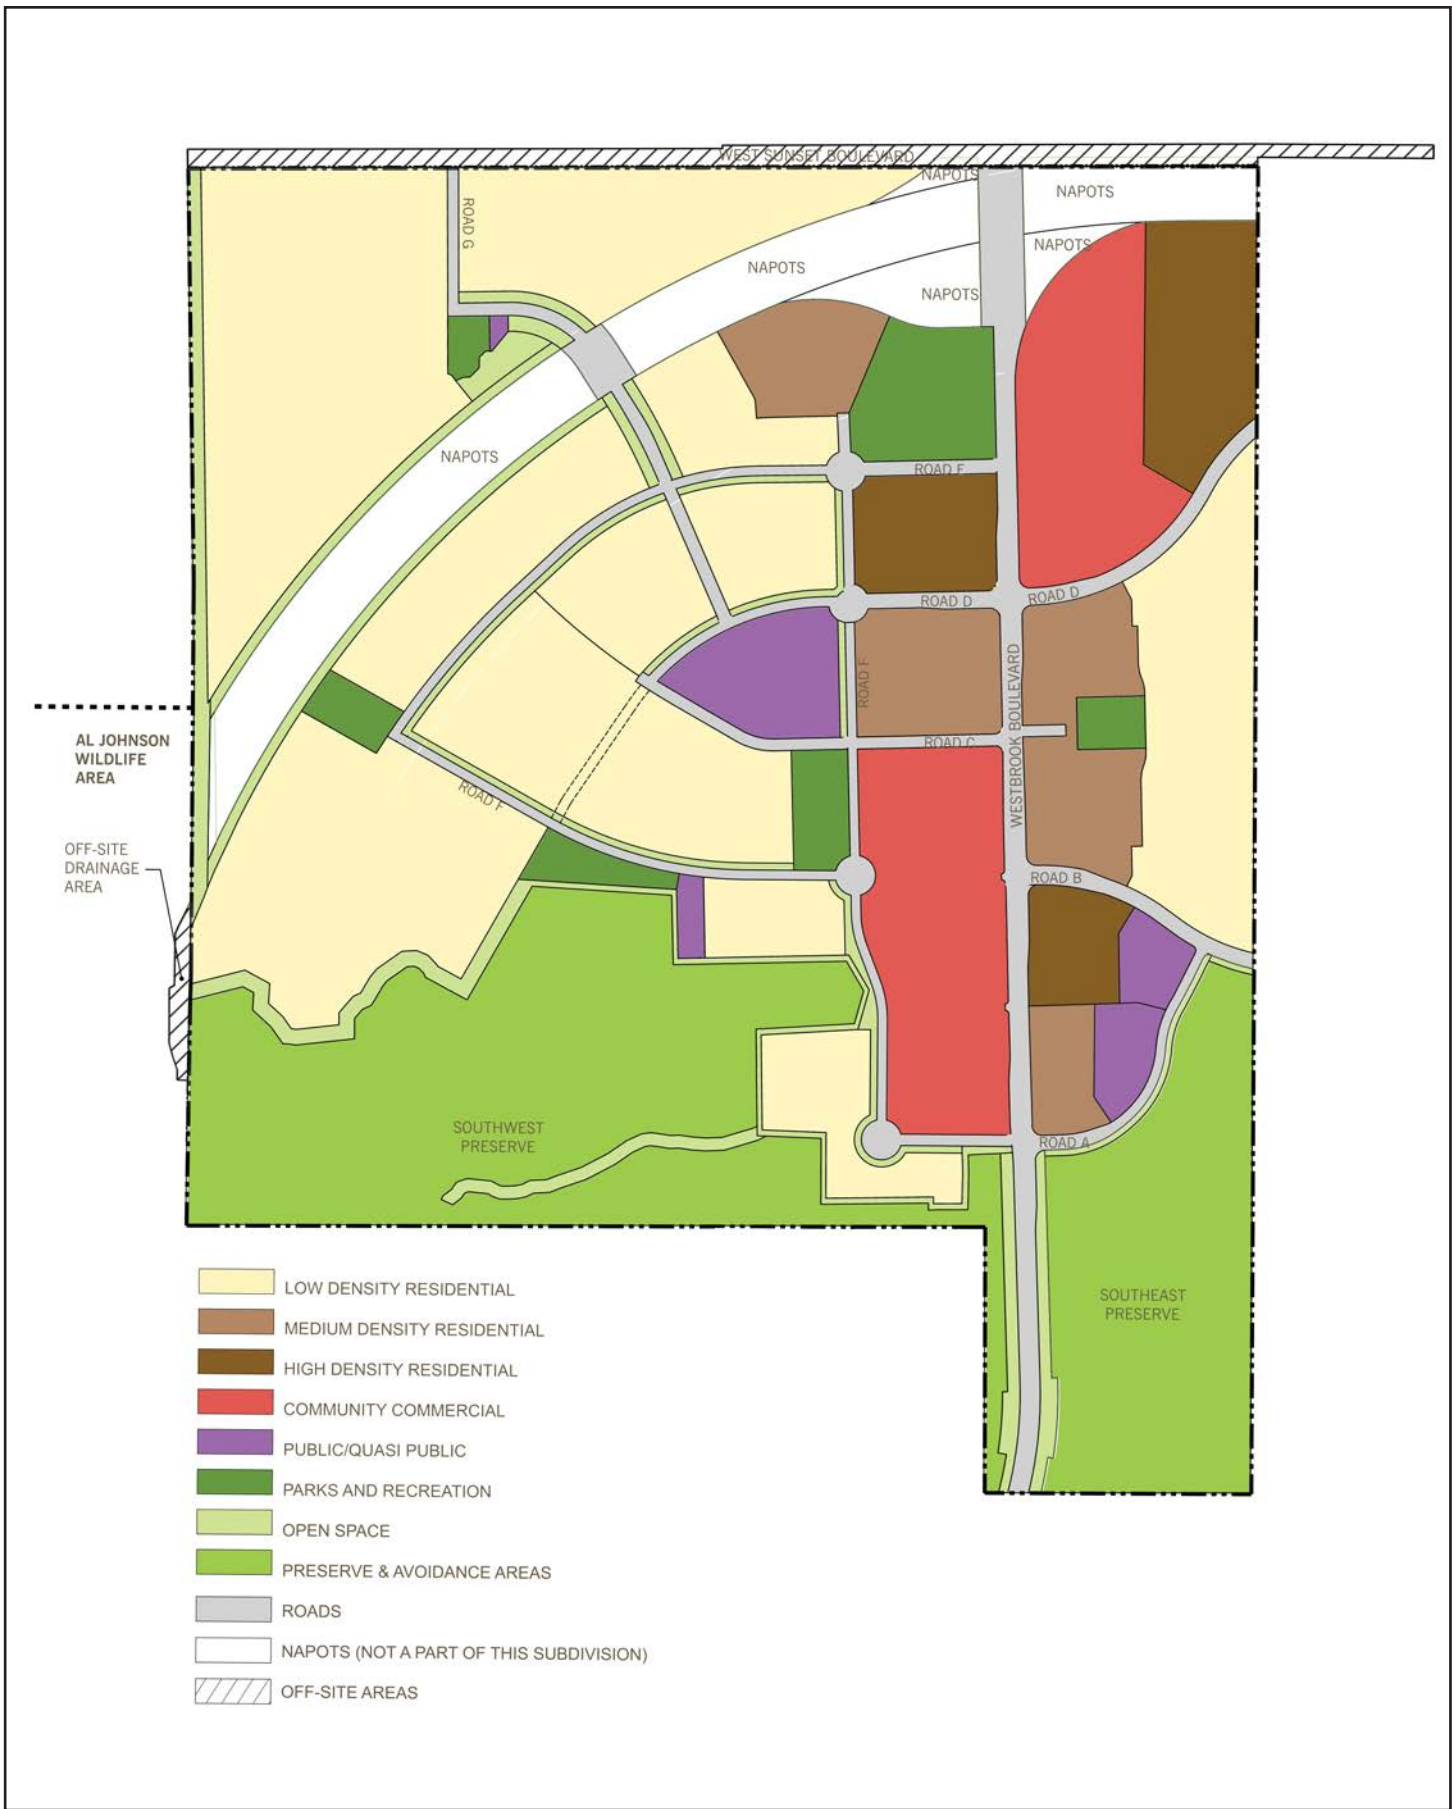 WEST SUNSET BOULEVARD
NAPOTS
NAPOTS
ROAD G
NAPOTS
NAPOTS
NAPOTS
NAPOTS
ROAD F
ROAD D
ROAD D
ROAD F
WESTBROOK BOULEVARD
ROAD C
AL JOHNSON
WILDLIFE
AREA
ROAD F
OFF-SITE
DRAINAGE
AREA
ROAD B
SOUTHWEST
PRESERVE
ROAD A
SOUTHEAST
PRESERVE
LOW DENSITY RESIDENTIAL
MEDIUM DENSITY RESIDENTIAL
HIGH DENSITY RESIDENTIAL
COMMUNITY COMMERCIAL
PUBLIC/QUASI PUBLIC
PARKS AND RECREATION
OPEN SPACE
PRESERVE & AVOIDANCE AREAS
ROADS
NAPOTS (NOT A PART OF THIS SUBDIVISION)
OFF-SITE AREAS